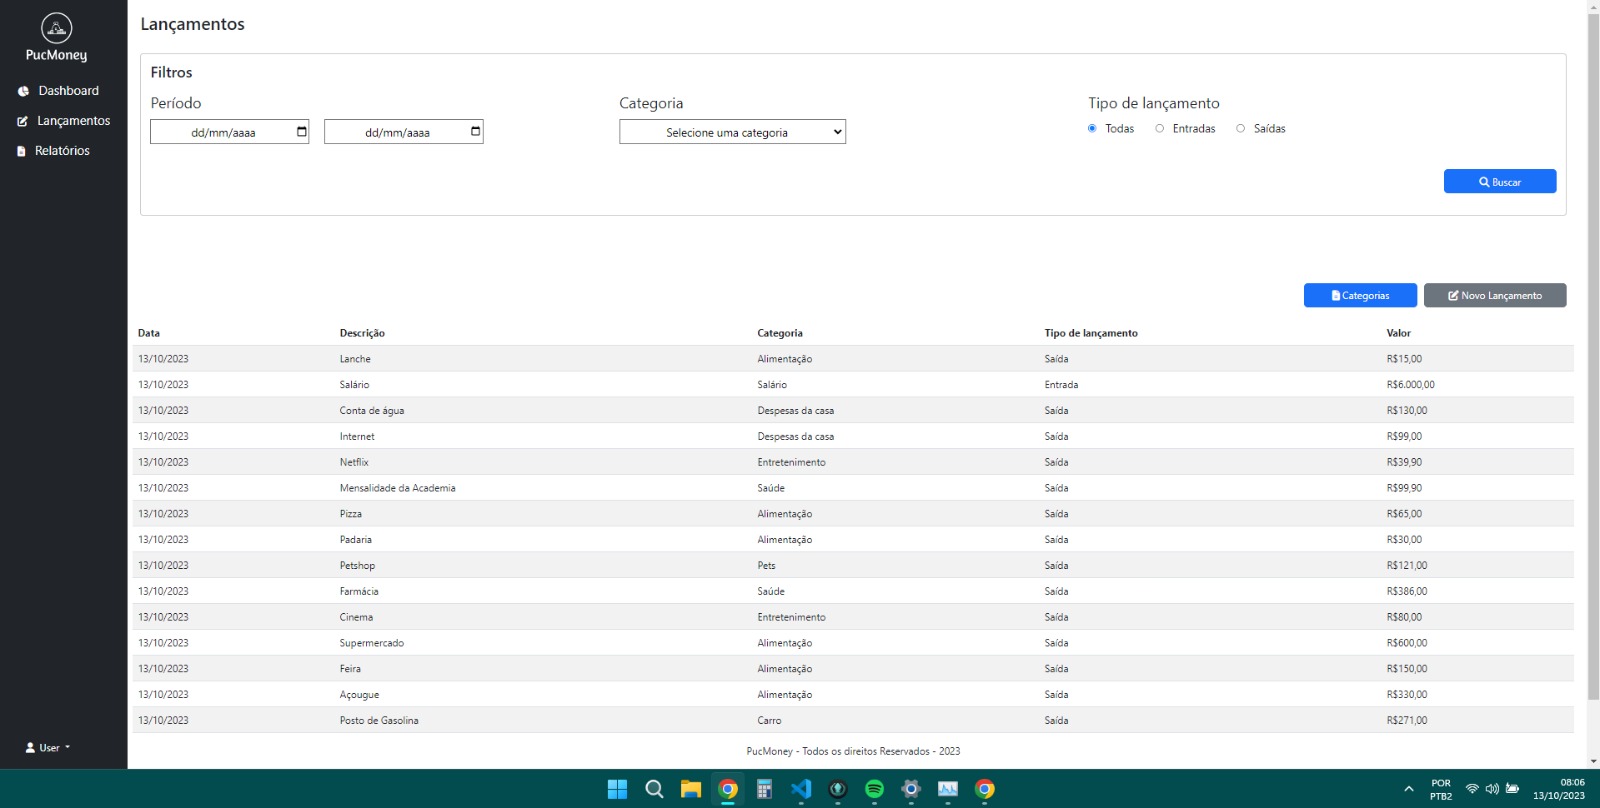 PucMoney
Dashboard
Lançamentos
Relatórios
User
Lançamentos
Filtros
Período
dd/mm/aaaa dd/mm/aaaa
Categoria
Selecione uma categoria
Tipo de lançamento
Todas Entradas Saídas
Buscar
Categorias Novo Lançamento
Data Descrição Categoria Tipo de lançamento Valor
13/10/2023 Lanche Alimentação Saída R$15,00
13/10/2023 Salário Salário Entrada R$6.000,00
13/10/2023 Conta de água Despesas da casa Saída R$130,00
13/10/2023 Internet Despesas da casa Saída R$99,00
13/10/2023 Netflix Entretenimento Saída R$39,90
13/10/2023 Mensalidade da Academia Saúde Saída R$99,90
13/10/2023 Pizza Alimentação Saída R$65,00
13/10/2023 Padaria Alimentação Saída R$30,00
13/10/2023 Petshop Pets Saída R$121,00
13/10/2023 Farmácia Saúde Saída R$386,00
13/10/2023 Cinema Entretenimento Saída R$80,00
13/10/2023 Supermercado Alimentação Saída R$600,00
13/10/2023 Feira Alimentação Saída R$150,00
13/10/2023 Açougue Alimentação Saída R$330,00
13/10/2023 Posto de Gasolina Carro Saída R$271,00
PucMoney - Todos os direitos Reservados - 2023
POR
PTB2
08:06
13/10/2023